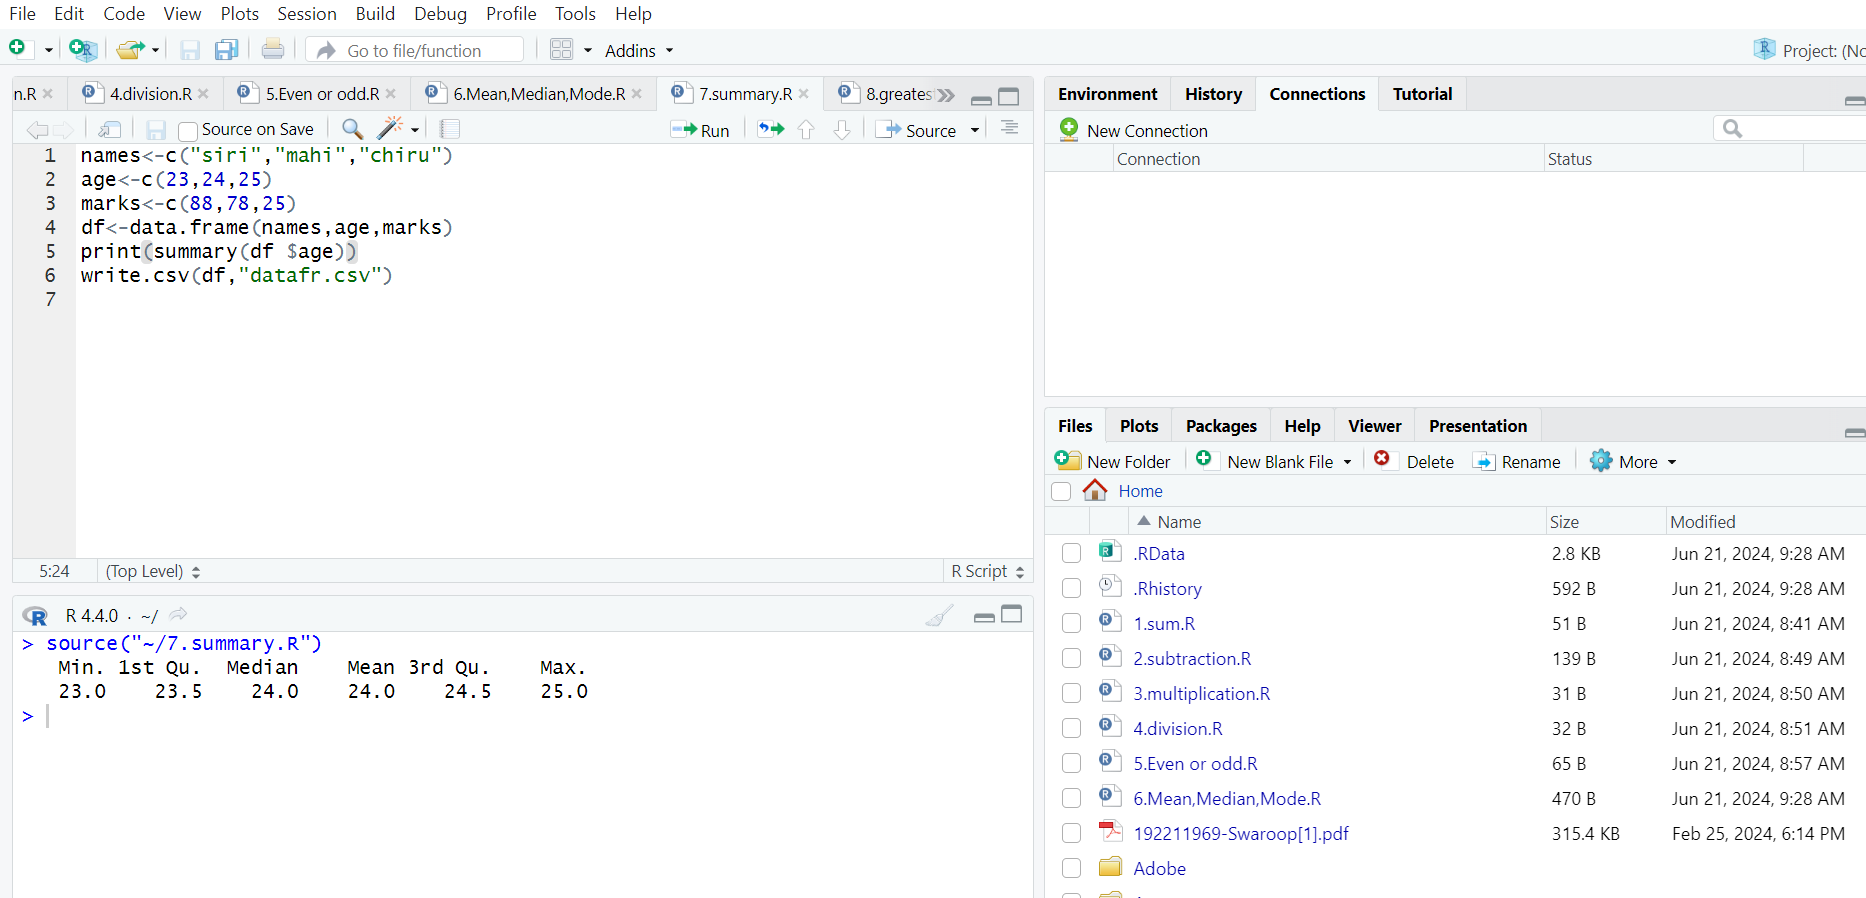 File Edit Code View Plots Session Build Debug Profile Tools Help
Go to file/function Addins Project: (No
n.R 4.division.R 5.Even or odd.R 6.Mean,Median,Mode.R 7.summary.R 8.greates
Source on Save Run Source
1 names<-c("siri","mahi","chiru")
2 age<-c(23,24,25)
3 marks<-c(88,78,25)
4 df<-data.frame(names,age,marks)
5 print(summary(df $age))
6 write.csv(df,"datafr.csv")
7
5:24 (Top Level) R Script
R 4.4.0 · ~/
> source("~/7.summary.R")
Min. 1st Qu. Median Mean 3rd Qu. Max.
23.0 23.5 24.0 24.0 24.5 25.0
>
Environment History Connections Tutorial
New Connection
Connection Status
Files Plots Packages Help Viewer Presentation
New Folder New Blank File Delete Rename More
Home
Name Size Modified
.RData 2.8 KB Jun 21, 2024, 9:28 AM
.Rhistory 592 B Jun 21, 2024, 9:28 AM
1.sum.R 51 B Jun 21, 2024, 8:41 AM
2.subtraction.R 139 B Jun 21, 2024, 8:49 AM
3.multiplication.R 31 B Jun 21, 2024, 8:50 AM
4.division.R 32 B Jun 21, 2024, 8:51 AM
5.Even or odd.R 65 B Jun 21, 2024, 8:57 AM
6.Mean,Median,Mode.R 470 B Jun 21, 2024, 9:28 AM
192211969-Swaroop[1].pdf 315.4 KB Feb 25, 2024, 6:14 PM
Adobe